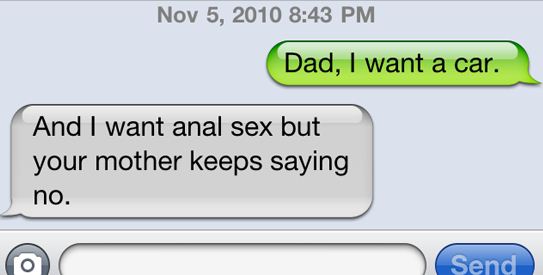 Nov 5, 2010 8:43 PM
Dad, I want a car.
And I want anal sex but
your mother keeps saying
no.
Send